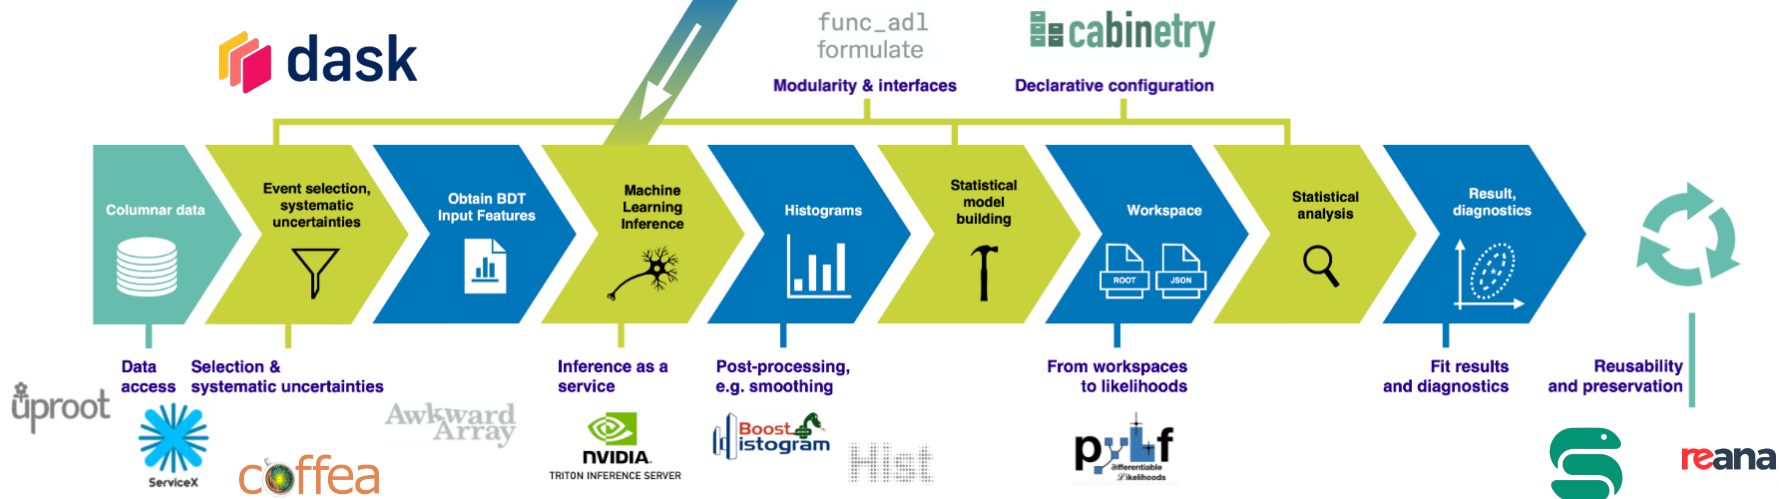 func_adl
formulate
cabinetry
dask
Modularity & interfaces
Declarative configuration
Columnar data
Event selection,
systematic
uncertainties
Obtain BDT
Input Features
Machine
Learning
Inference
Histograms
Statistical
model
building
Workspace
ROOT
JSON
Statistical
analysis
Result,
diagnostics
Data
access
Selection &
systematic uncertainties
Inference as a
service
Post-processing,
e.g. smoothing
From workspaces
to likelihoods
Fit results
and diagnostics
Reusability
and preservation
uproot
ServiceX
coffea
Awkward
Array
NVIDIA.
TRITON INFERENCE SERVER
Boost
istogram
Hist
pyhf
differentiable
Likelihoods
reana